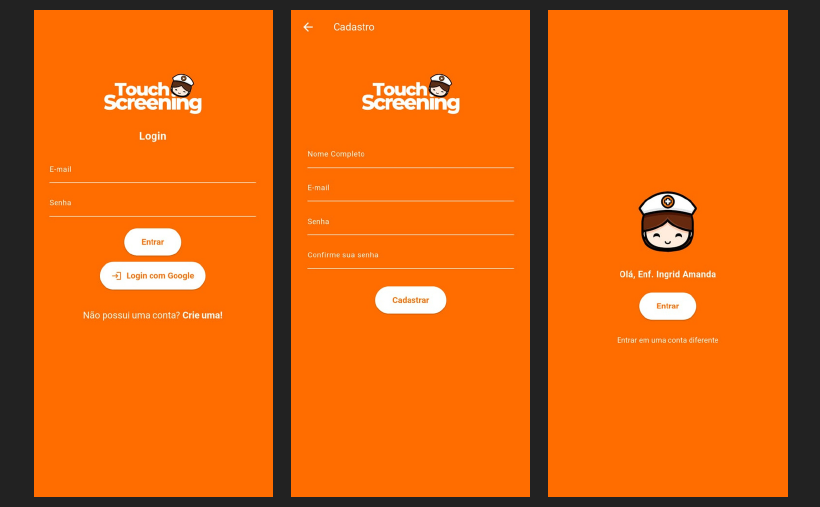 Touch
Screening
Login
E-mail
Senha
Entrar
Login com Google
Não possui uma conta? Crie uma!
Cadastro
Touch
Screening
Nome Completo
E-mail
Senha
Confirme sua senha
Cadastrar
Olá, Enf. Ingrid Amanda
Entrar
Entrar em uma conta diferente